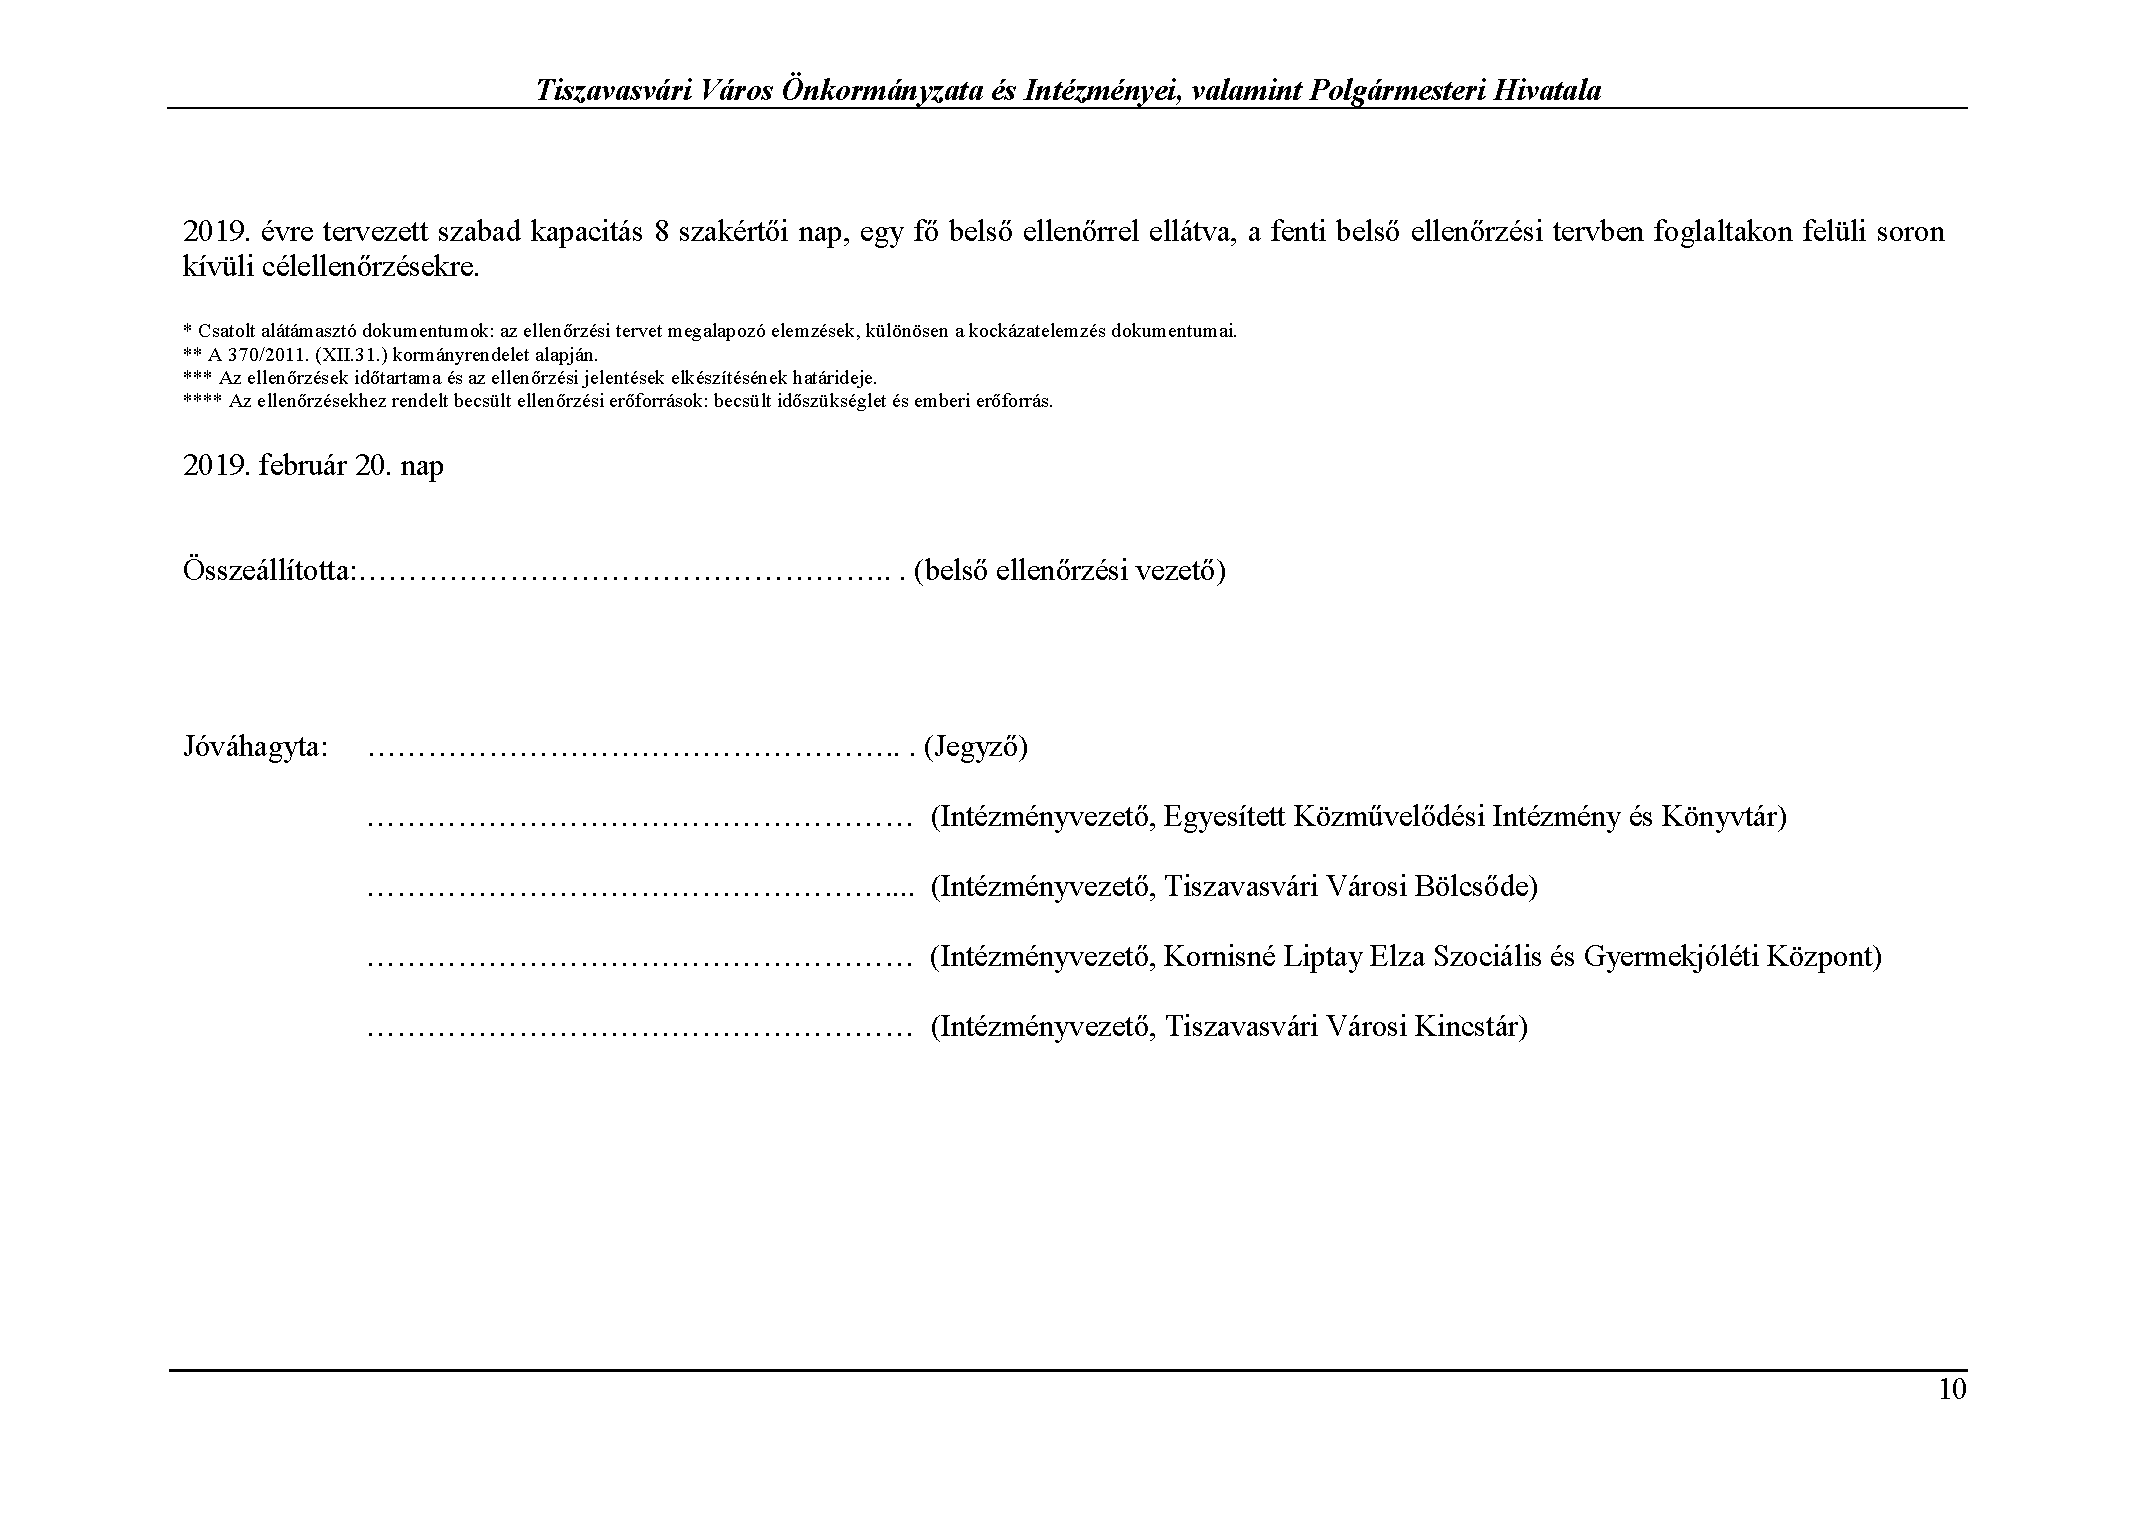 Tiszavasvári Város Önkormányzata és Intézményei, valamint Polgármesteri Hivatala
2019. évre tervezett szabad kapacitás 8 szakértői nap, egy fő belső ellenőrrel ellátva, a fenti belső ellenőrzési tervben foglaltakon felüli soron
kívüli célellenőrzésekre.
* Csatolt alátámasztó dokumentumok: az ellenőrzési tervet megalapozó elemzések, különösen a kockázatelemzés dokumentumai.
** A 370/2011. (XII.31.) kormányrendelet alapján.
*** Az ellenőrzések időtartama és az ellenőrzési jelentések elkészítésének határideje.
**** Az ellenőrzésekhez rendelt becsült ellenőrzési erőforrások: becsült időszükséglet és emberi erőforrás.
2019. február 20. nap
Összeállította:…………………………………………….. . (belső ellenőrzési vezető)
Jóváhagyta: …………………………………………….. . (Jegyző)
……………………………………………… (Intézményvezető, Egyesített Közművelődési Intézmény és Könyvtár)
……………………………………………... (Intézményvezető, Tiszavasvári Városi Bölcsőde)
……………………………………………… (Intézményvezető, Kornisné Liptay Elza Szociális és Gyermekjóléti Központ)
……………………………………………… (Intézményvezető, Tiszavasvári Városi Kincstár)
10